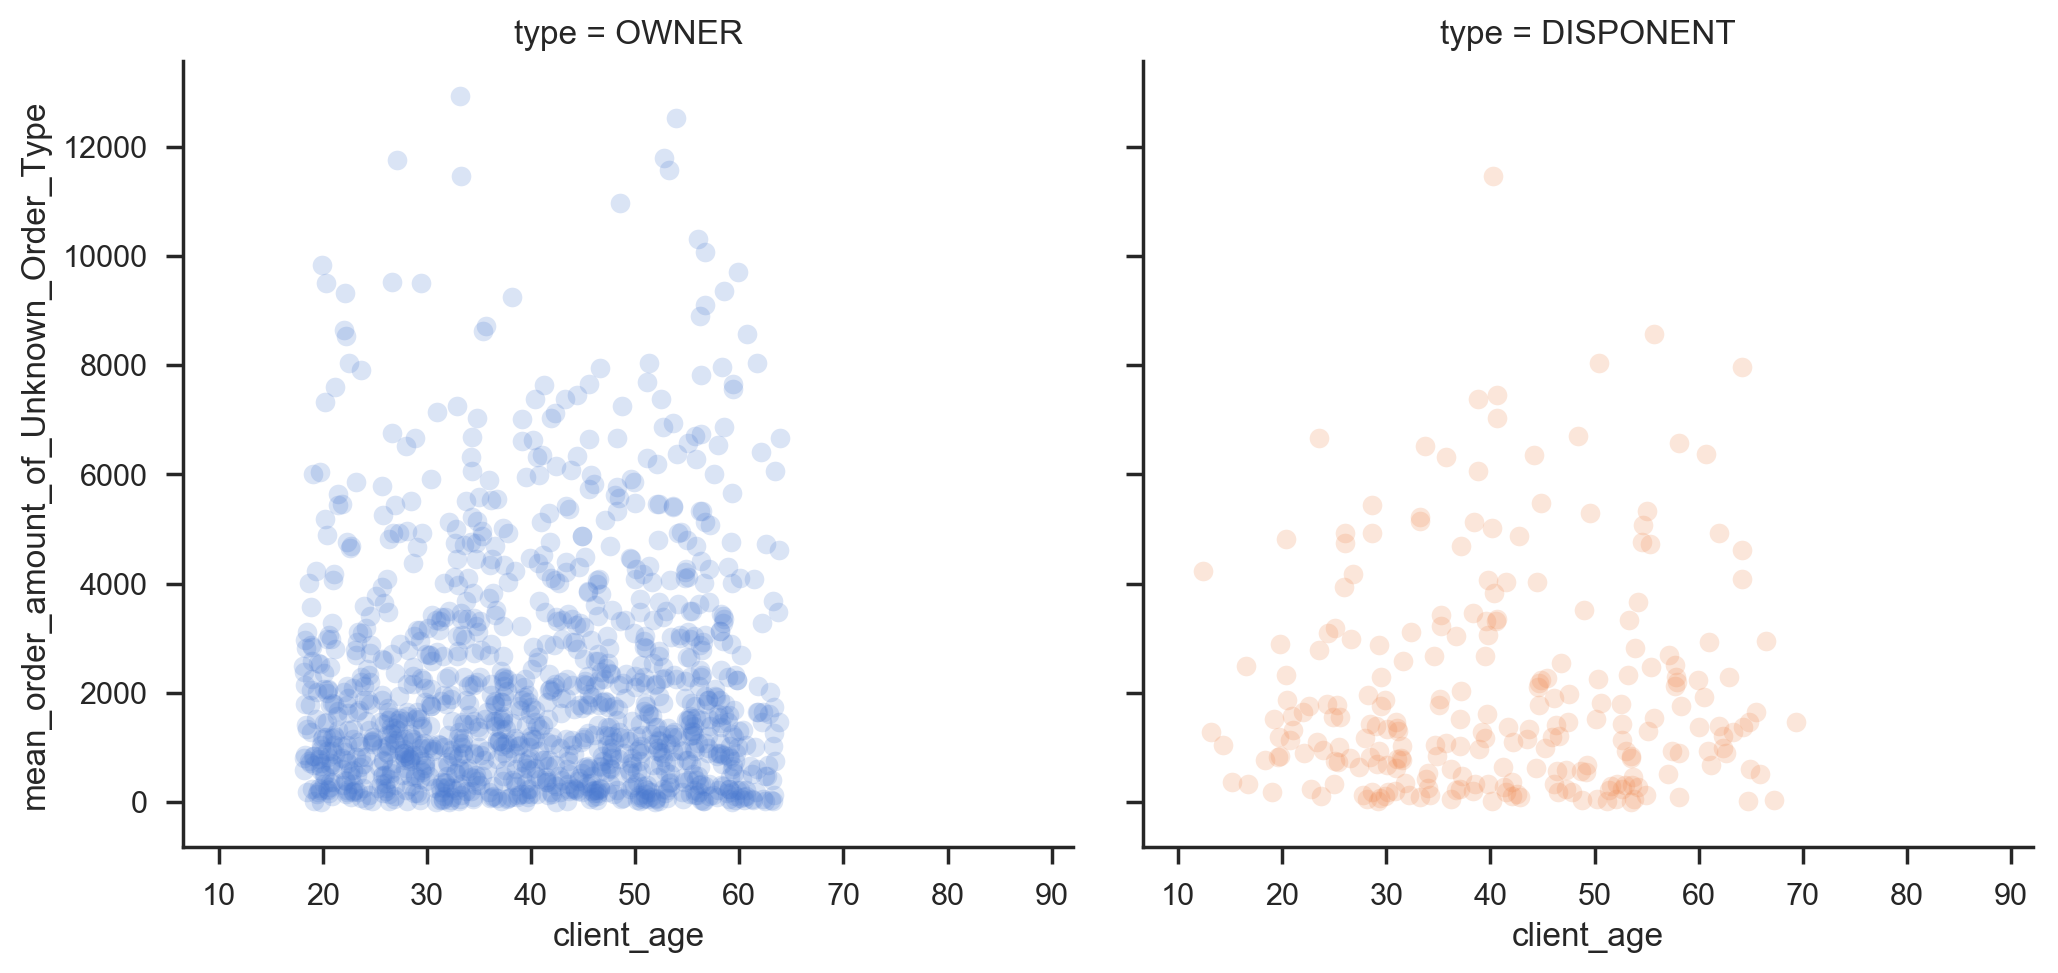 type = OWNER
type = DISPONENT
mean_order_amount_of_Unknown_Order_Type
12000
10000
8000
6000
4000
2000
0
10 20 30 40 50 60 70 80 90
10 20 30 40 50 60 70 80 90
client_age
client_age